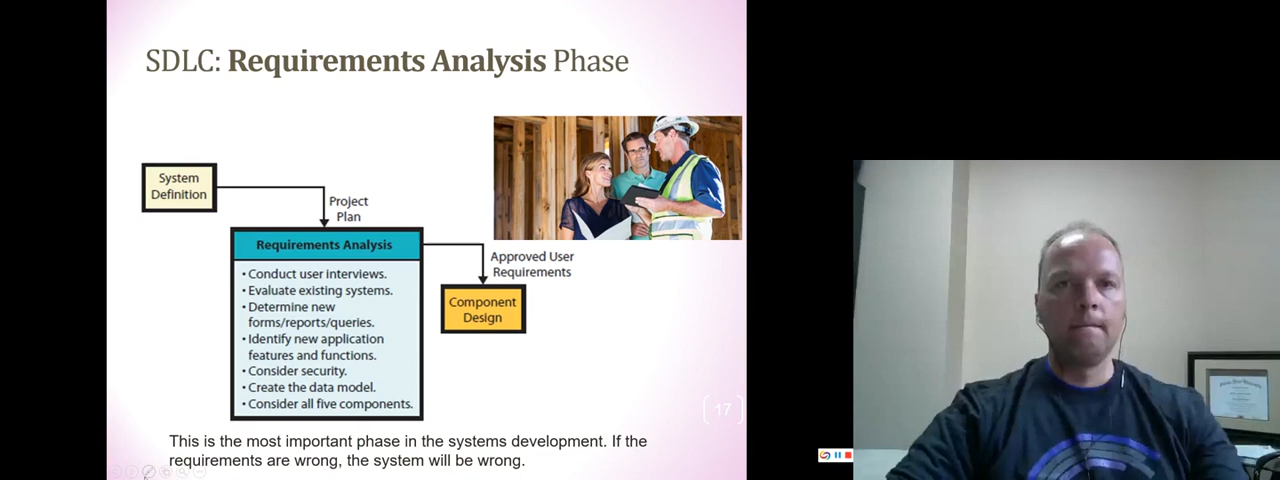 SDLC: Requirements Analysis Phase
System
Definition
Project
Plan
Requirements Analysis
• Conduct user interviews.
• Evaluate existing systems.
• Determine new
forms/reports/queries.
• Identify new application
features and functions.
• Consider security.
• Create the data model.
• Consider all five components.
Approved User
Requirements
Component
Design
17
This is the most important phase in the systems development. If the
requirements are wrong, the system will be wrong.